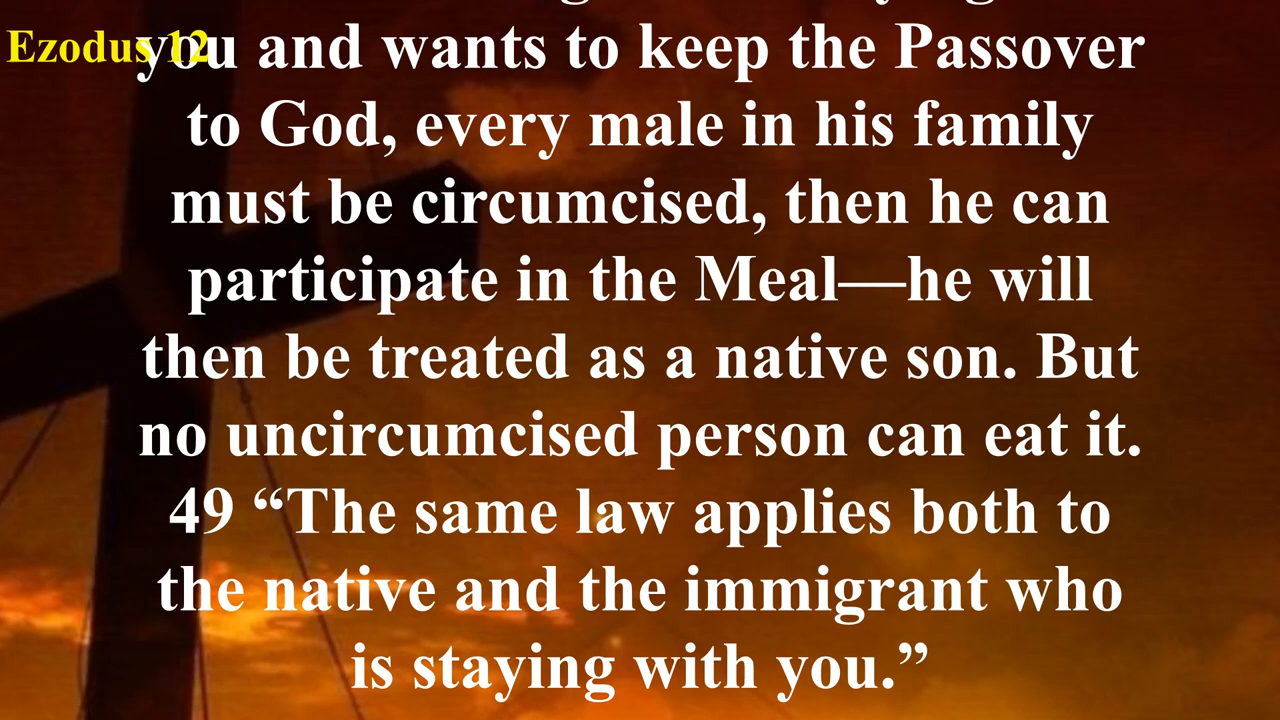 Ezodus 12
you and wants to keep the Passover
to God, every male in his family
must be circumcised, then he can
participate in the Meal—he will
then be treated as a native son. But
no uncircumcised person can eat it.
49 “The same law applies both to
the native and the immigrant who
is staying with you.”